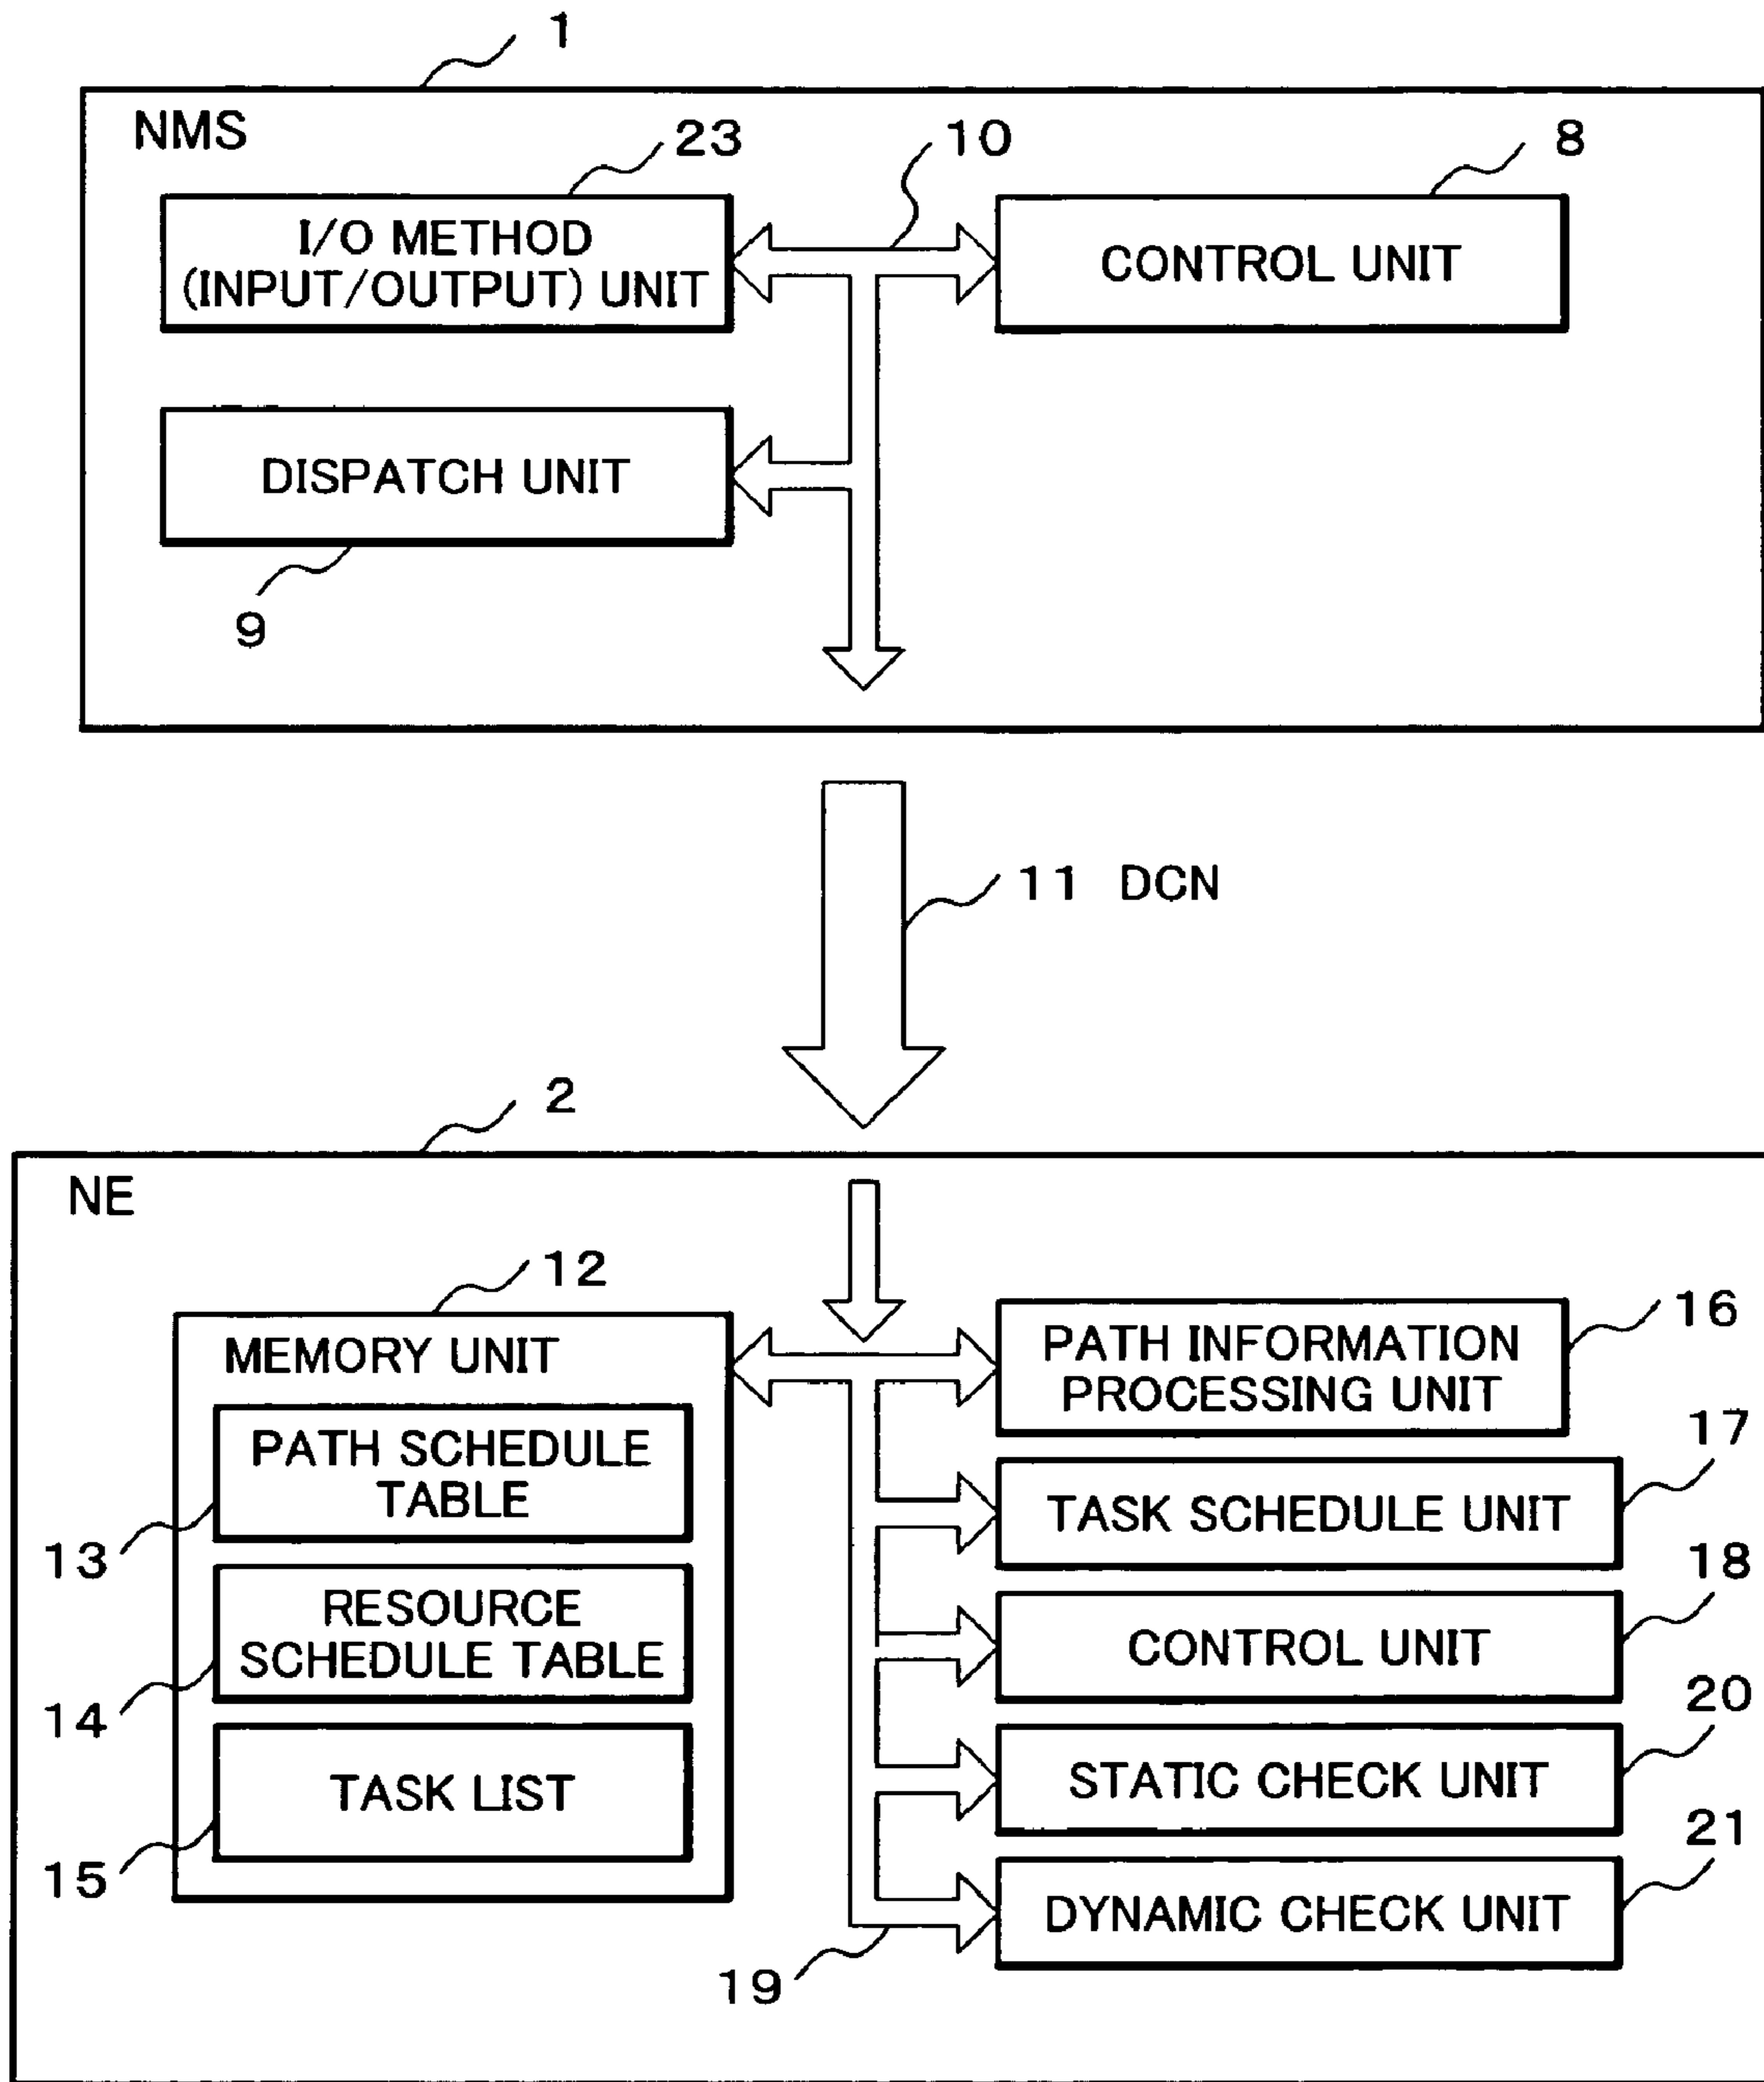 1
NMS
23
10
8
I/O METHOD
(INPUT/OUTPUT) UNIT
CONTROL UNIT
DISPATCH UNIT
9
11 DCN
2
NE
12
16
MEMORY UNIT
PATH INFORMATION
PROCESSING UNIT
PATH SCHEDULE
TABLE
17
TASK SCHEDULE UNIT
13
18
RESOURCE
SCHEDULE TABLE
CONTROL UNIT
14
20
TASK LIST
STATIC CHECK UNIT
15
21
DYNAMIC CHECK UNIT
19